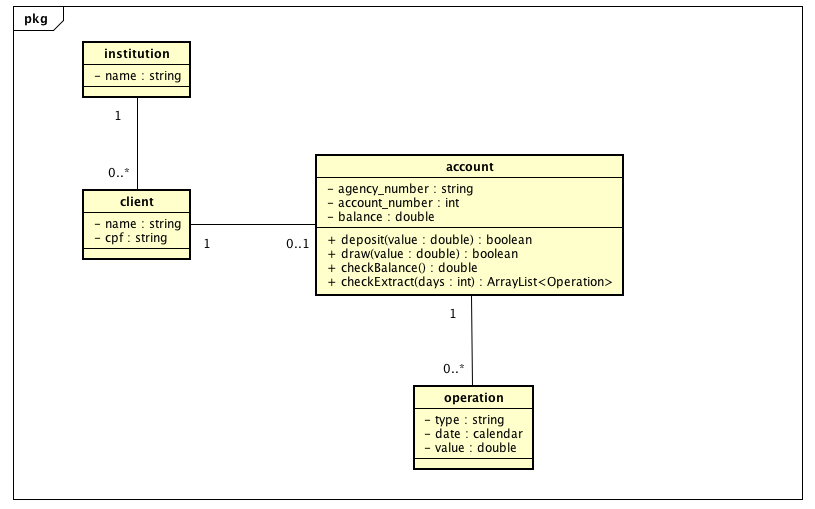 pkg
institution
- name : string
1
0..*
client
- name : string
- cpf : string
1
0..1
account
- agency_number : string
- account_number : int
- balance : double
+ deposit(value : double) : boolean
+ draw(value : double) : boolean
+ checkBalance() : double
+ checkExtract(days : int) : ArrayList<Operation>
1
0..*
operation
- type : string
- date : calendar
- value : double